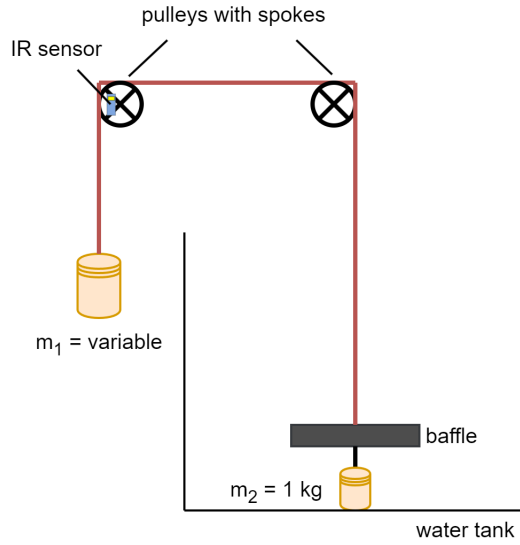 pulleys with spokes
IR sensor
m₁ = variable
baffle
m₂ = 1 kg
water tank